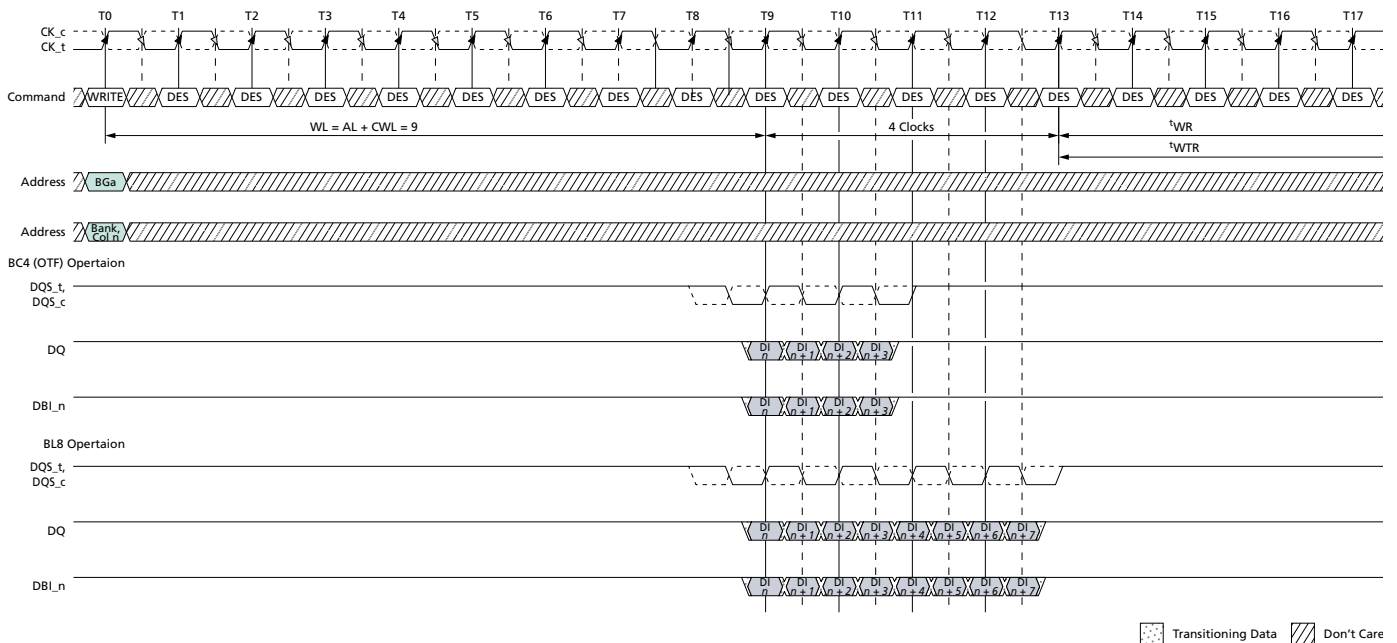 T0 T1 T2 T3 T4 T5 T6 T7 T8 T9 T10 T11 T12 T13 T14 T15 T16 T17
CK_c
CK_t
Command WRITE DES DES DES DES DES DES DES DES DES DES DES DES DES DES DES DES DES
WL = AL + CWL = 9 4 Clocks tWR
tWTR
Address BGa
Address Bank, Col n
BC4 (OTF) Opertaion
DQS_t,
DQS_c
DQ DI n DI n + 1 DI n + 2 DI n + 3
DBI_n DI n DI n + 1 DI n + 2 DI n + 3
BL8 Opertaion
DQS_t,
DQS_c
DQ DI n DI n + 1 DI n + 2 DI n + 3 DI n + 4 DI n + 5 DI n + 6 DI n + 7
DBI_n DI n DI n + 1 DI n + 2 DI n + 3 DI n + 4 DI n + 5 DI n + 6 DI n + 7
Transitioning Data Don't Care